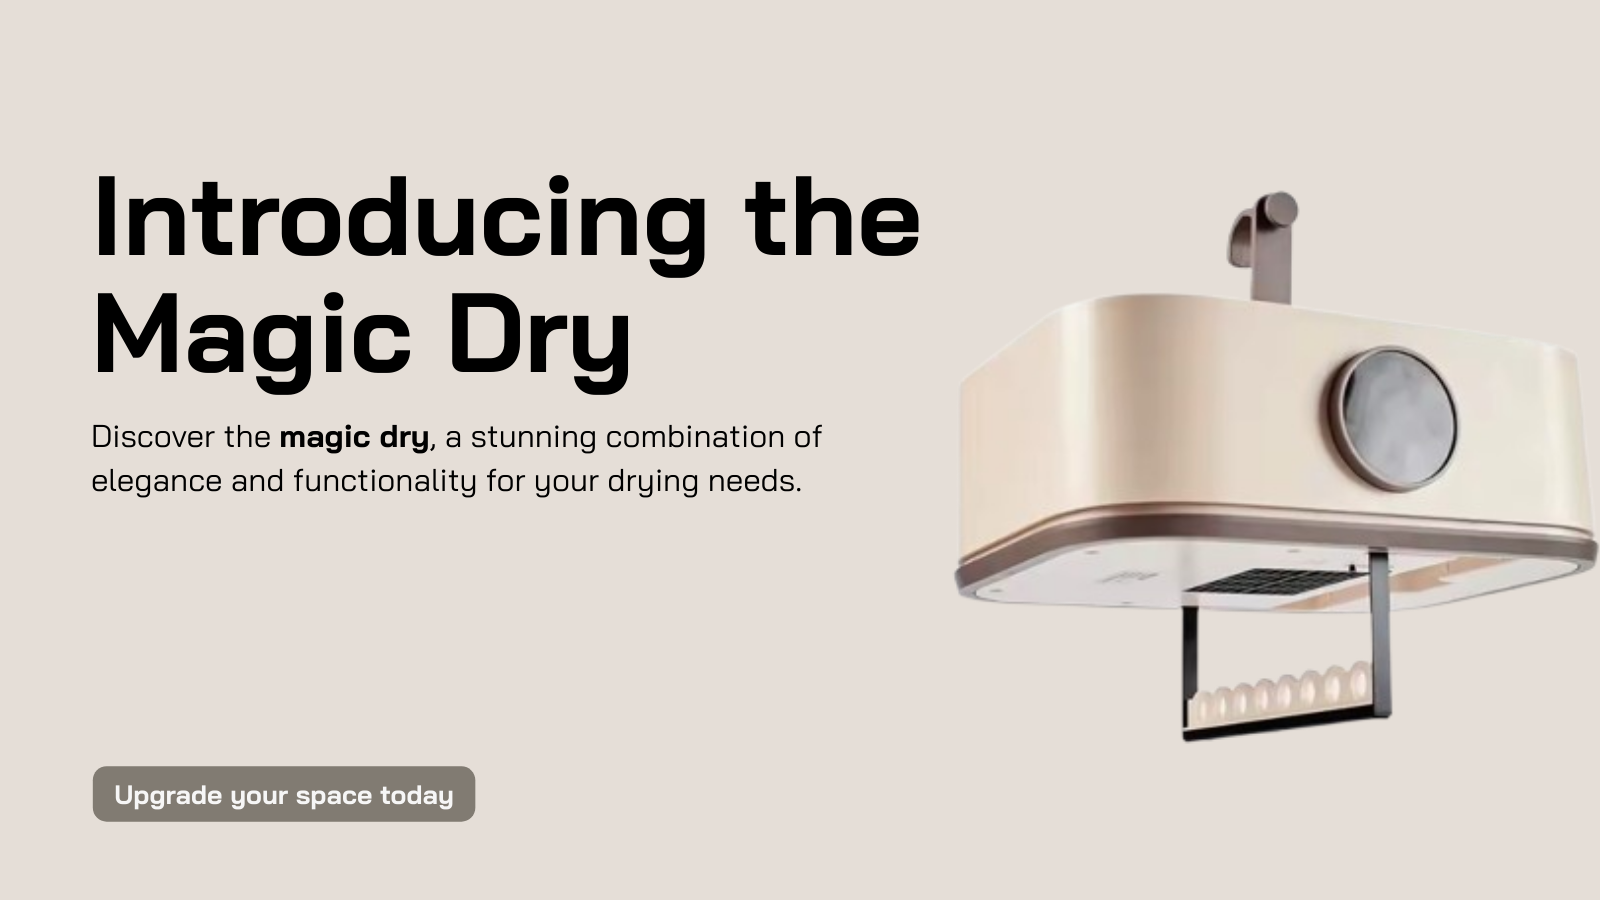 Introducing the
Magic Dry
Discover the magic dry, a stunning combination of
elegance and functionality for your drying needs.
Upgrade your space today